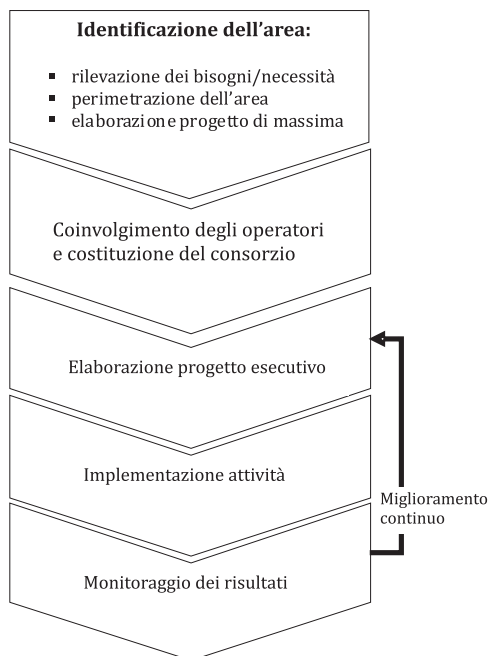 Identificazione dell'area:
▪ rilevazione dei bisogni/necessità
▪ perimetrazione dell'area
▪ elaborazione progetto di massima
Coinvolgimento degli operatori
e costituzione del consorzio
Elaborazione progetto esecutivo
Implementazione attività
Miglioramento
continuo
Monitoraggio dei risultati